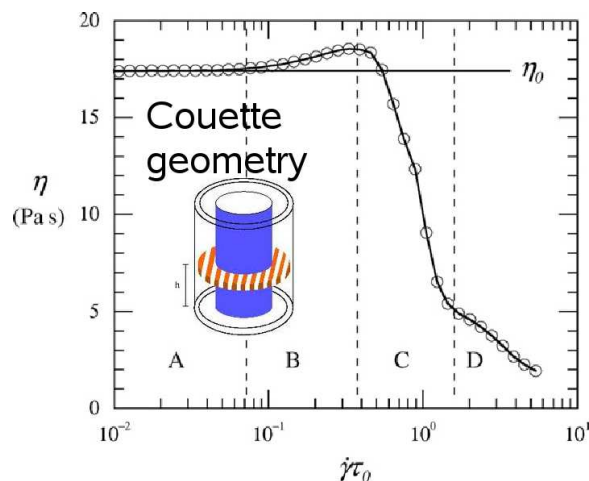 20
15
10
5
0
η
(Pa s)
Couette
geometry
h
η₀
A B C D
10⁻² 10⁻¹ 10⁰ 10¹
γ̇τ₀